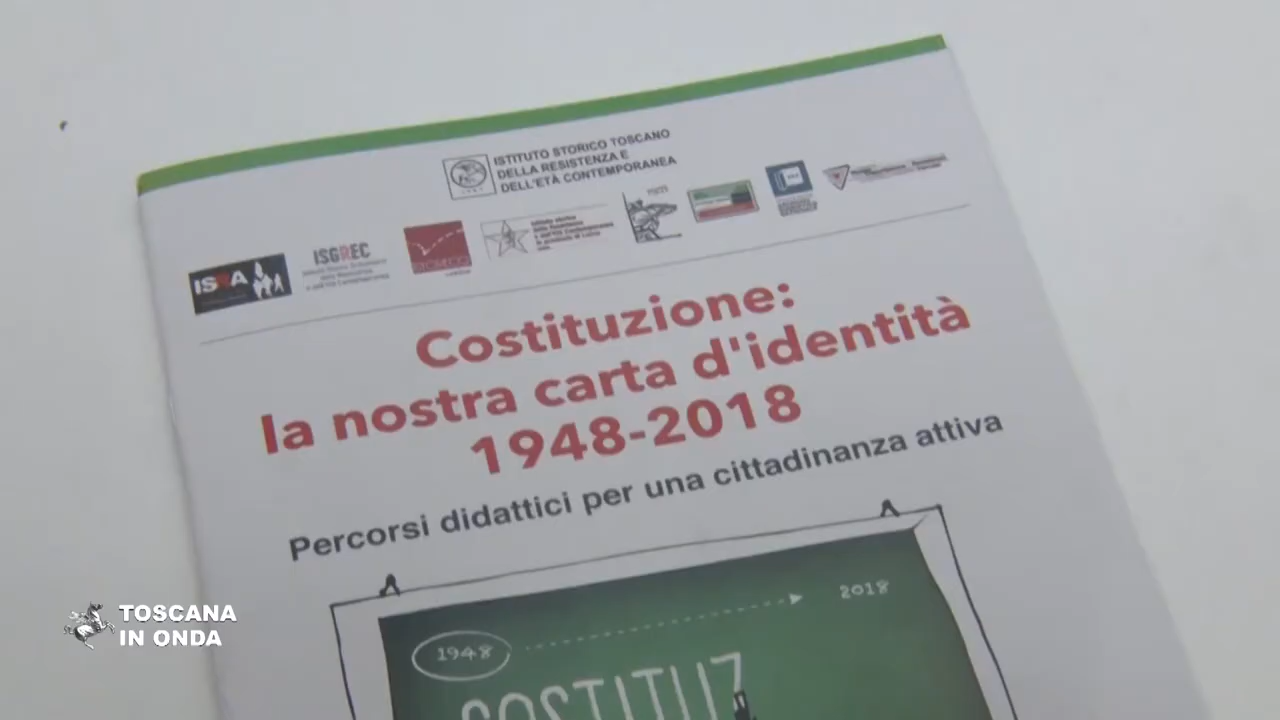 ISTITUTO STORICO TOSCANO
DELLA RESISTENZA E
DELL'ETÀ CONTEMPORANEA
ISRA
ISGREC
Costituzione:
la nostra carta d'identità
1948-2018
Percorsi didattici per una cittadinanza attiva
1948
2018
COSTITUZ
TOSCANA
IN ONDA